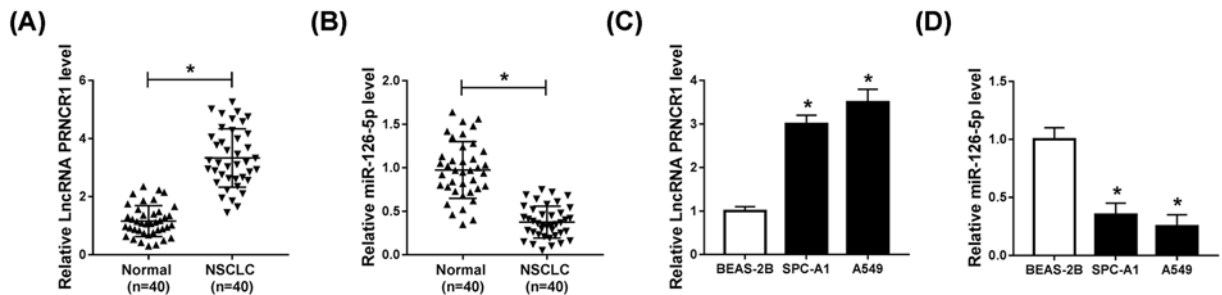 (A)
Relative LncRNA PRNCR1 level
6
4
2
0
*
Normal
(n=40)
NSCLC
(n=40)
(B)
Relative miR-126-5p level
2.0
1.5
1.0
0.5
0.0
*
Normal
(n=40)
NSCLC
(n=40)
(C)
Relative LncRNA PRNCR1 level
4
3
2
1
0
*
*
BEAS-2B
SPC-A1
A549
(D)
Relative miR-126-5p level
1.5
1.0
0.5
0.0
*
*
BEAS-2B
SPC-A1
A549